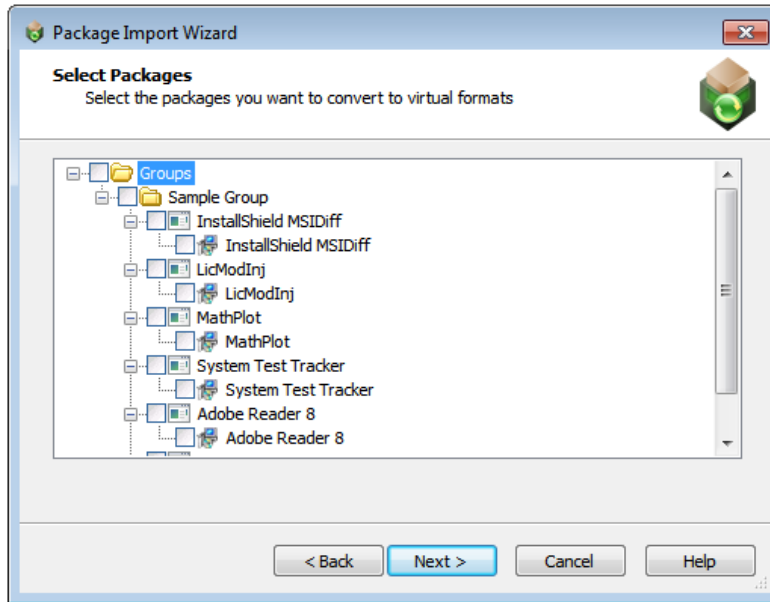 Package Import Wizard
Select Packages
Select the packages you want to convert to virtual formats
Groups
Sample Group
InstallShield MSIDiff
InstallShield MSIDiff
LicModInj
LicModInj
MathPlot
MathPlot
System Test Tracker
System Test Tracker
Adobe Reader 8
Adobe Reader 8
< Back Next > Cancel Help